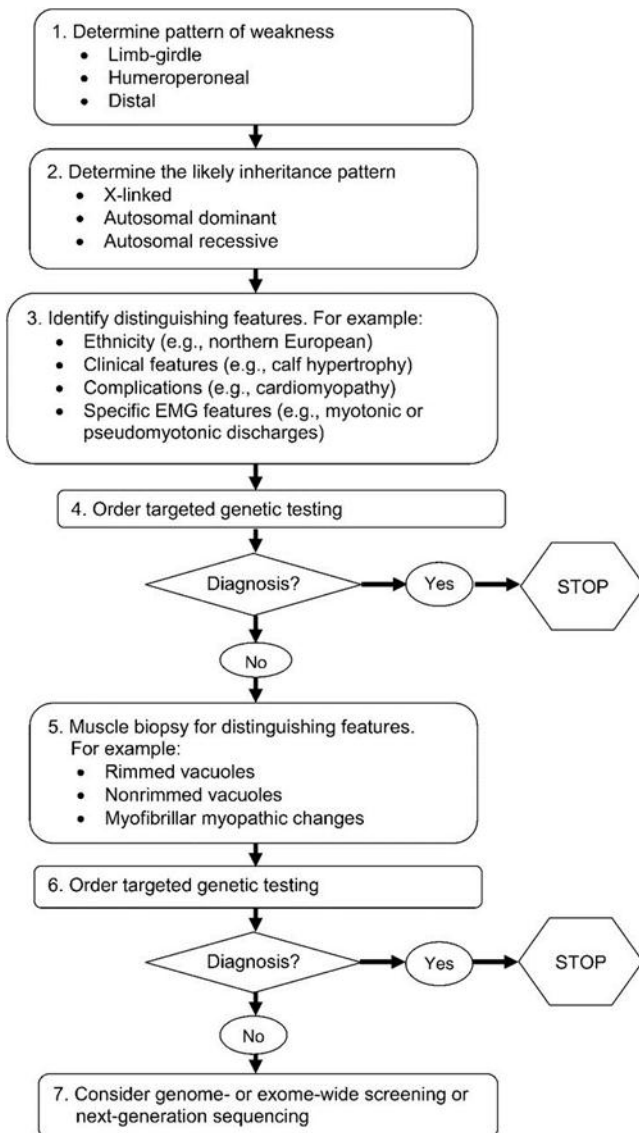 1. Determine pattern of weakness
• Limb-girdle
• Humeroperoneal
• Distal
2. Determine the likely inheritance pattern
• X-linked
• Autosomal dominant
• Autosomal recessive
3. Identify distinguishing features. For example:
• Ethnicity (e.g., northern European)
• Clinical features (e.g., calf hypertrophy)
• Complications (e.g., cardiomyopathy)
• Specific EMG features (e.g., myotonic or
pseudomyotonic discharges)
4. Order targeted genetic testing
Diagnosis?
Yes
STOP
No
5. Muscle biopsy for distinguishing features.
For example:
• Rimmed vacuoles
• Nonrimmed vacuoles
• Myofibrillar myopathic changes
6. Order targeted genetic testing
Diagnosis?
Yes
STOP
No
7. Consider genome- or exome-wide screening or
next-generation sequencing